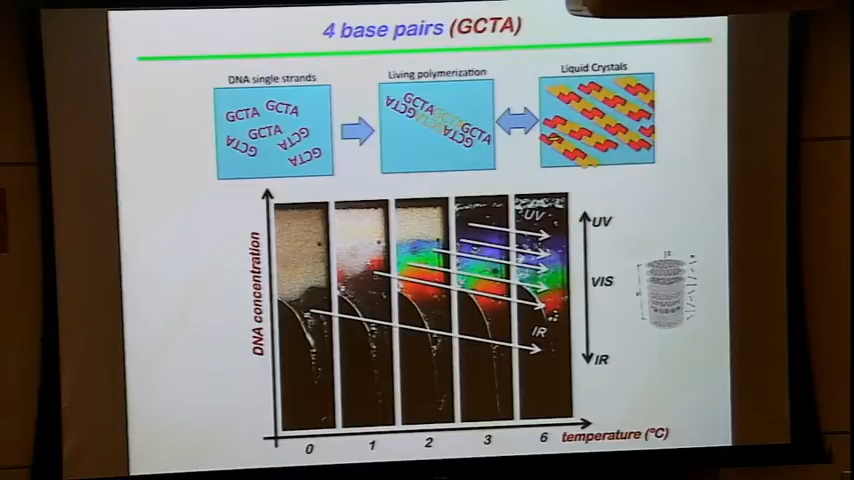 4 base pairs (GCTA)
DNA single strands
Living polymerization
Liquid Crystals
GCTA GCTA
GCTA
GCTA GCTA
GCTA
GCTA
GCTA
GCTA
GCTA
UV
UV
VIS
IR
IR
DNA concentration
0 1 2 3 6 temperature (°C)